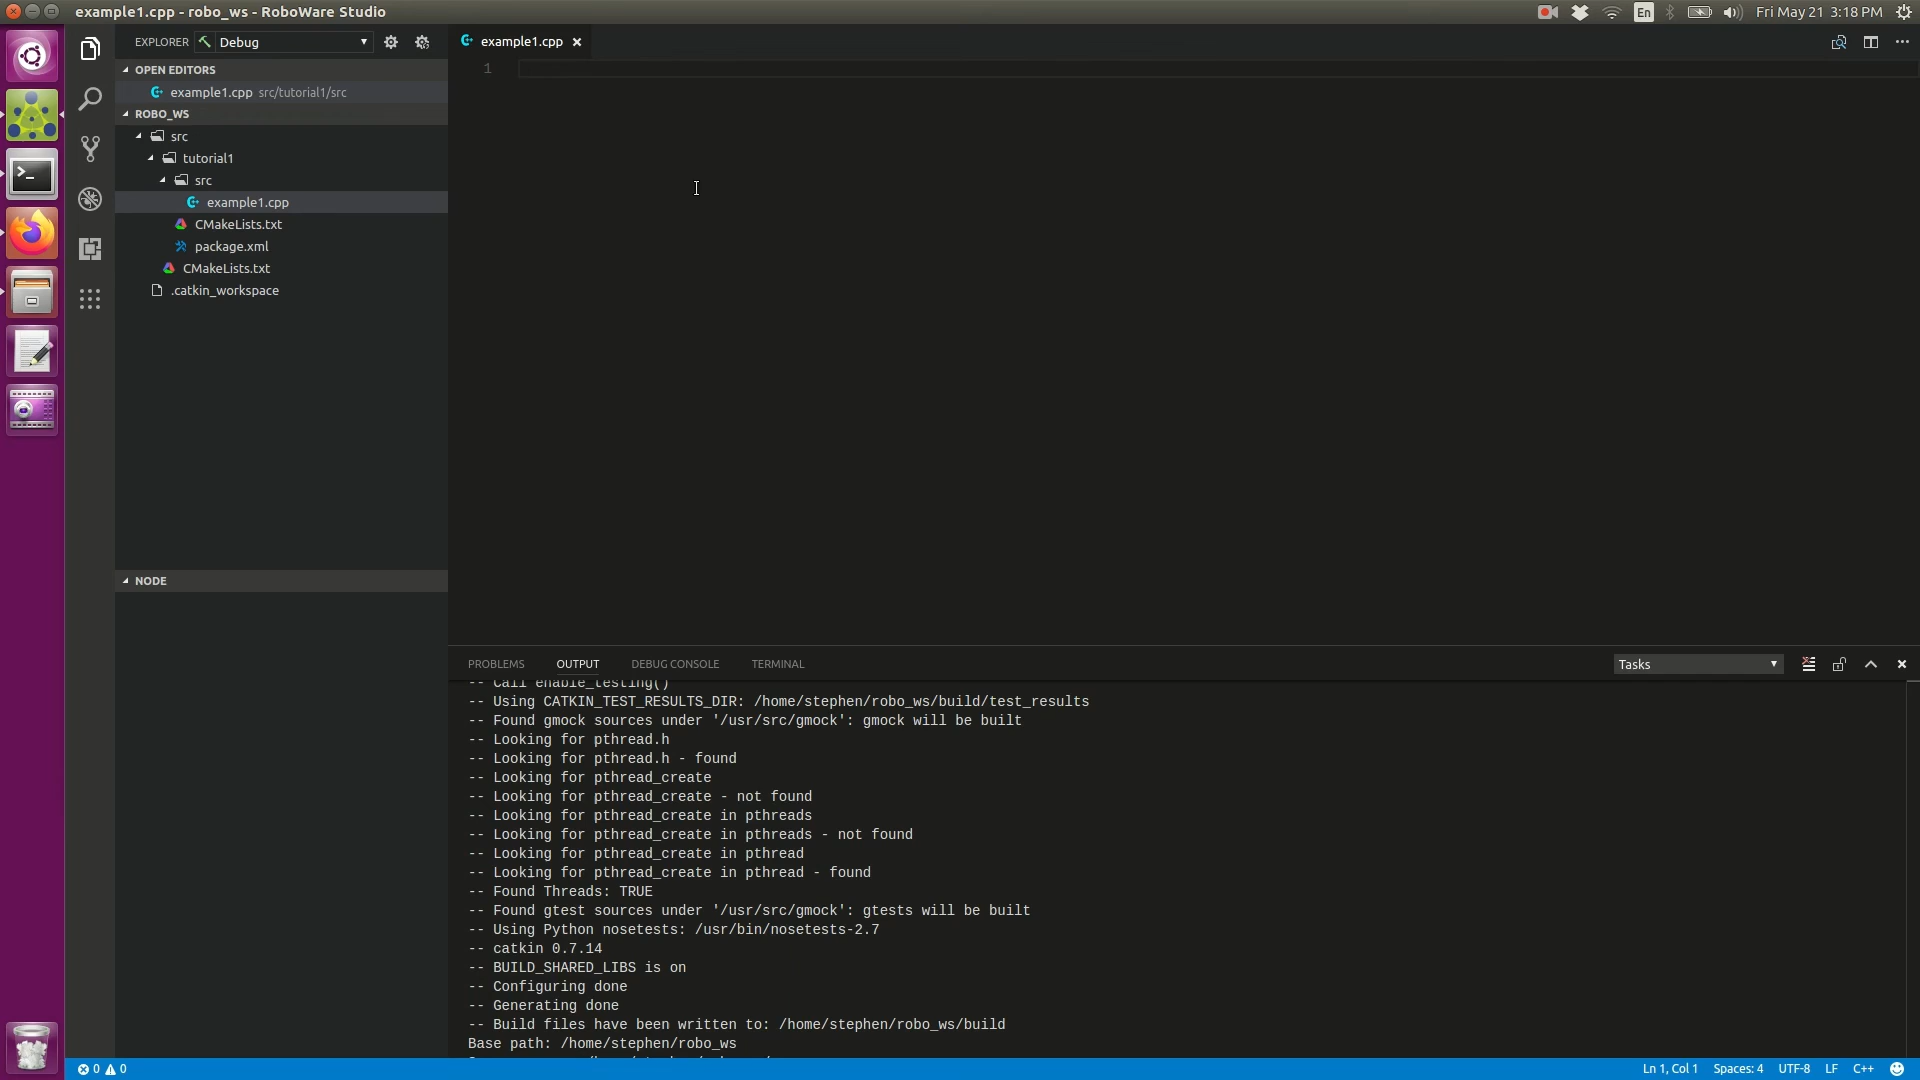 example1.cpp - robo_ws - RoboWare Studio
En
Fri May 21 3:18 PM
EXPLORER
Debug
example1.cpp
OPEN EDITORS
example1.cpp src/tutorial1/src
ROBO_WS
src
tutorial1
src
example1.cpp
CMakeLists.txt
package.xml
CMakeLists.txt
.catkin_workspace
NODE
1
PROBLEMS
OUTPUT
DEBUG CONSOLE
TERMINAL
Tasks
-- Call enable_testing()
-- Using CATKIN_TEST_RESULTS_DIR: /home/stephen/robo_ws/build/test_results
-- Found gmock sources under '/usr/src/gmock': gmock will be built
-- Looking for pthread.h
-- Looking for pthread.h - found
-- Looking for pthread_create
-- Looking for pthread_create - not found
-- Looking for pthread_create in pthreads
-- Looking for pthread_create in pthreads - not found
-- Looking for pthread_create in pthread
-- Looking for pthread_create in pthread - found
-- Found Threads: TRUE
-- Found gtest sources under '/usr/src/gmock': gtests will be built
-- Using Python nosetests: /usr/bin/nosetests-2.7
-- catkin 0.7.14
-- BUILD_SHARED_LIBS is on
-- Configuring done
-- Generating done
-- Build files have been written to: /home/stephen/robo_ws/build
Base path: /home/stephen/robo_ws
0 0
Ln 1, Col 1
Spaces: 4
UTF-8
LF
C++